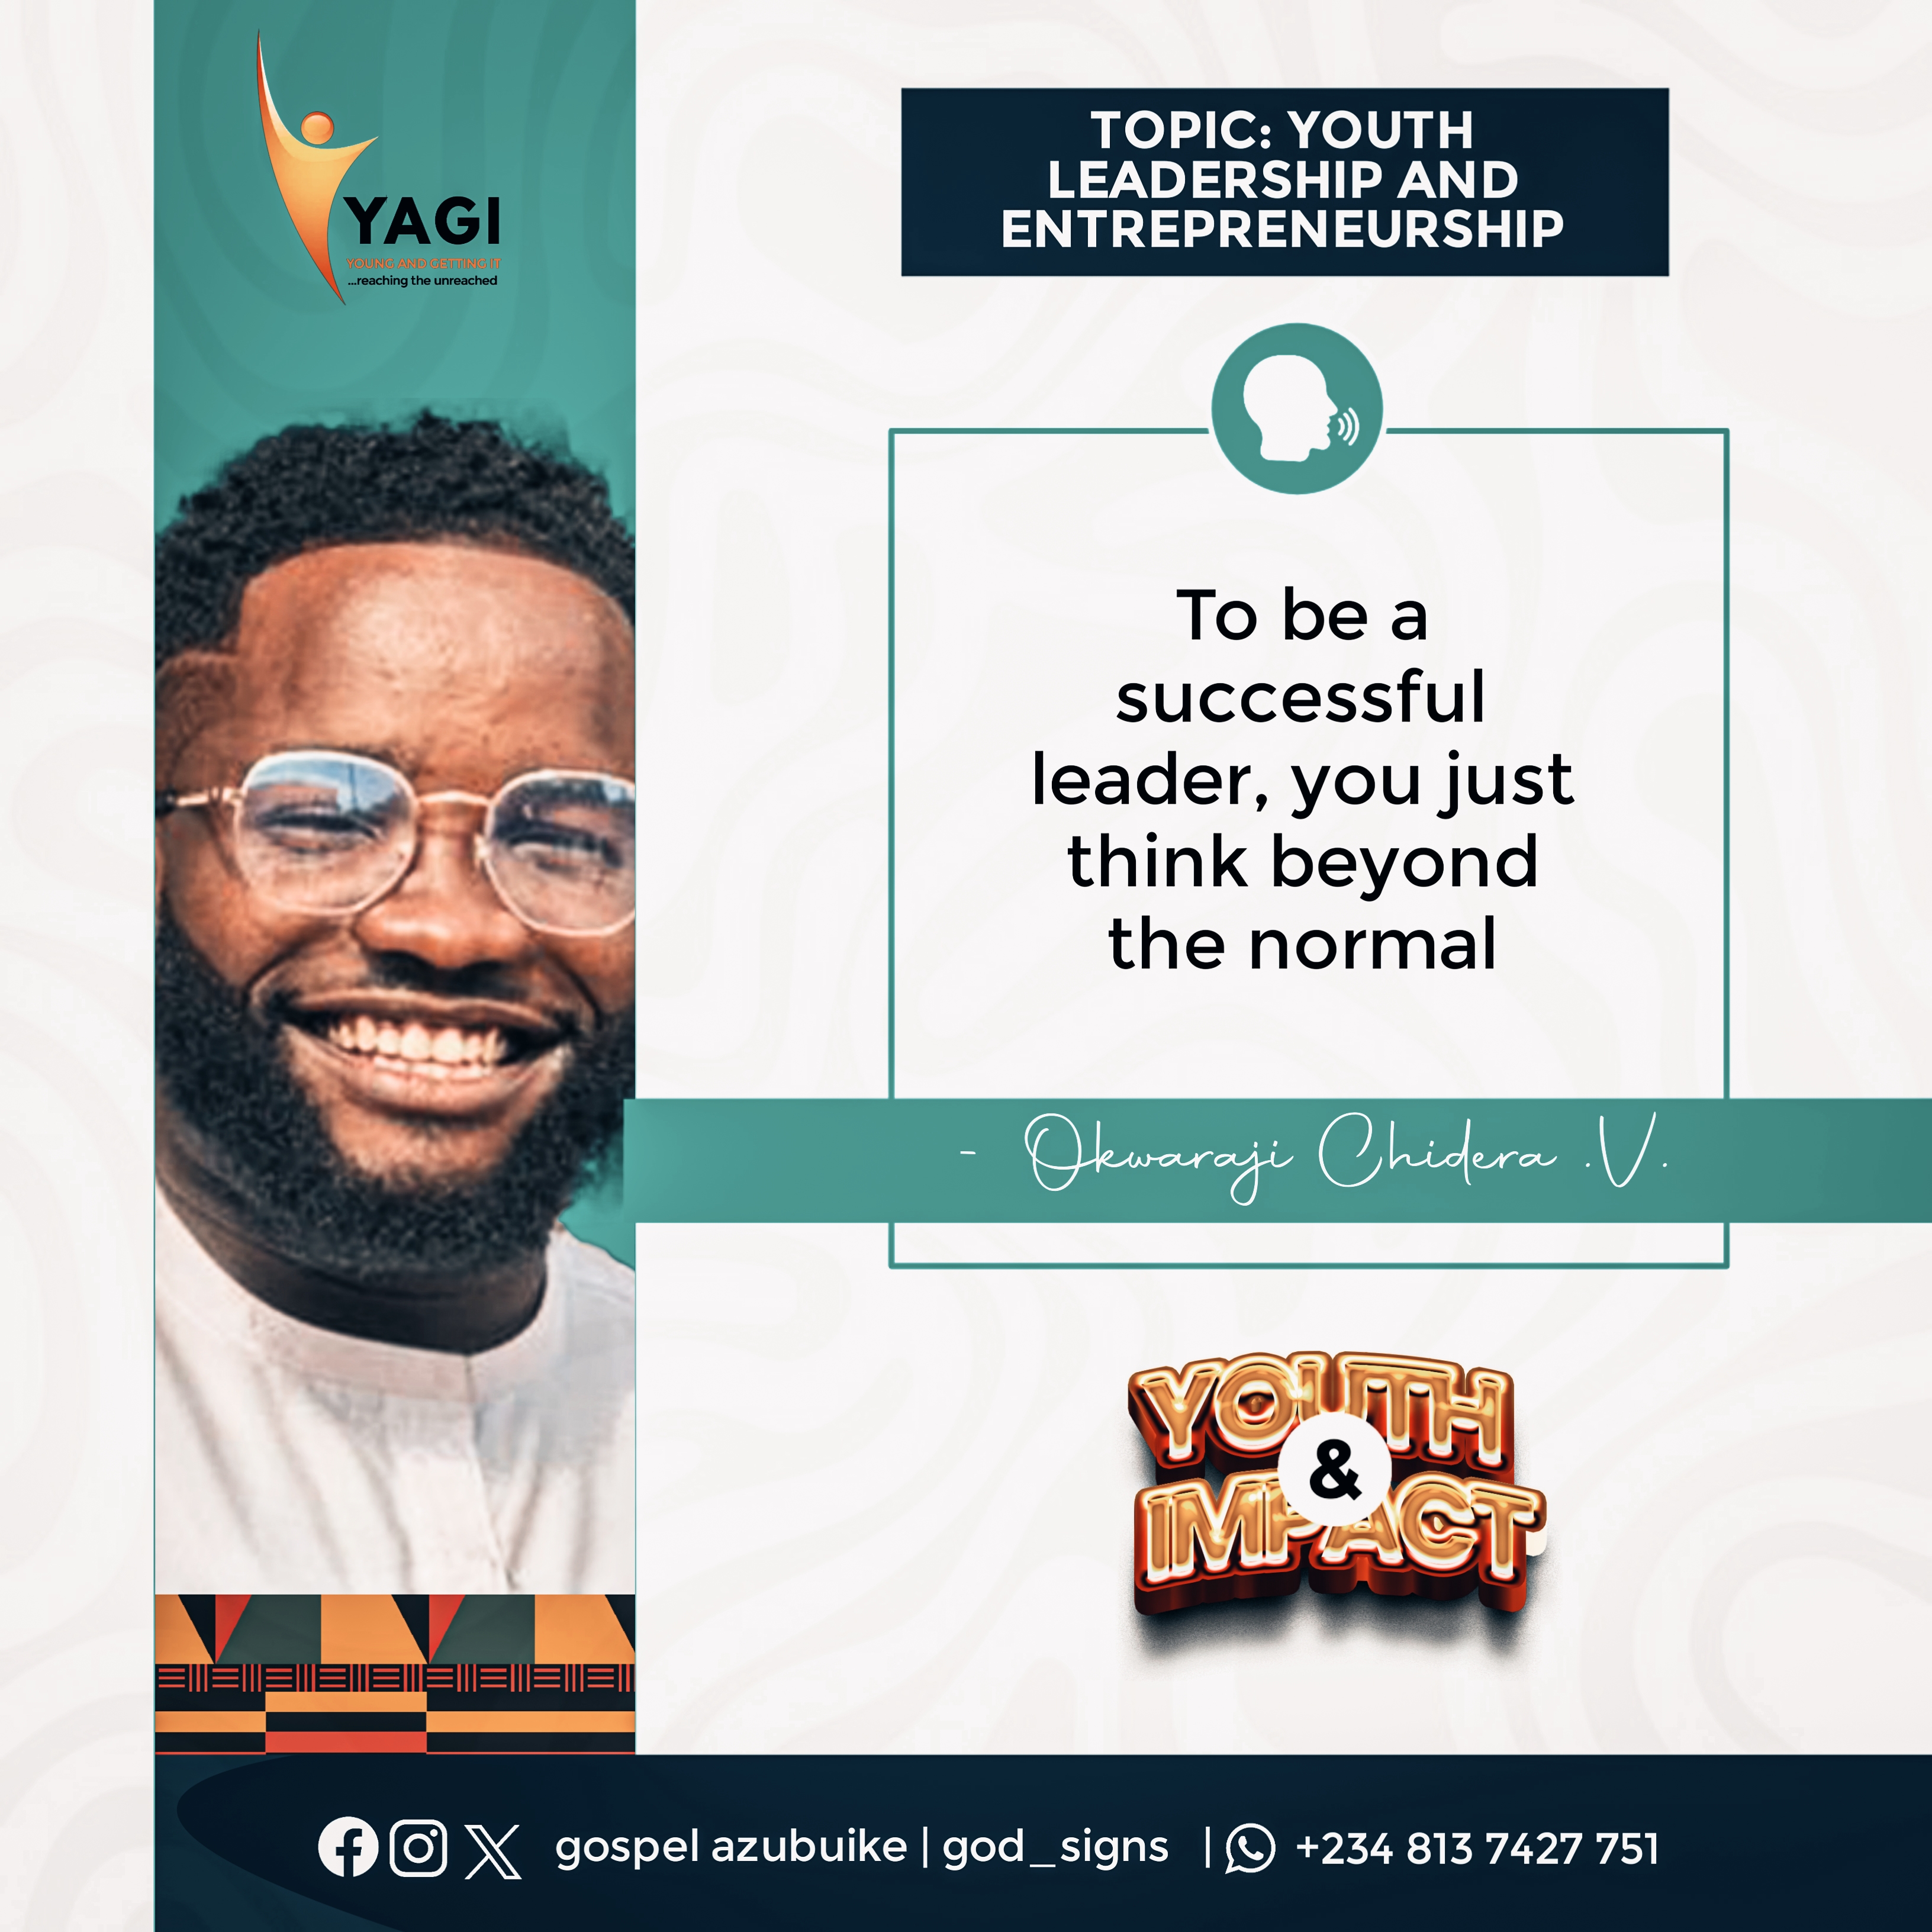 YAGI
YOUNG AND GETTING IT
...reaching the unreached
TOPIC: YOUTH
LEADERSHIP AND
ENTREPRENEURSHIP
To be a
successful
leader, you just
think beyond
the normal
- Okwaraji Chidera .V.
YOUTH
&
IMPACT
gospel azubuike | god_signs | +234 813 7427 751